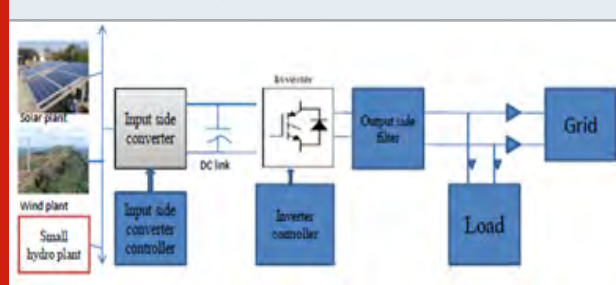 Solar plant
Wind plant
Small
hydro plant
Input side
converter
Input side
converter
controller
DC link
Inverter
Inverter
controller
Output side
filter
Load
Grid